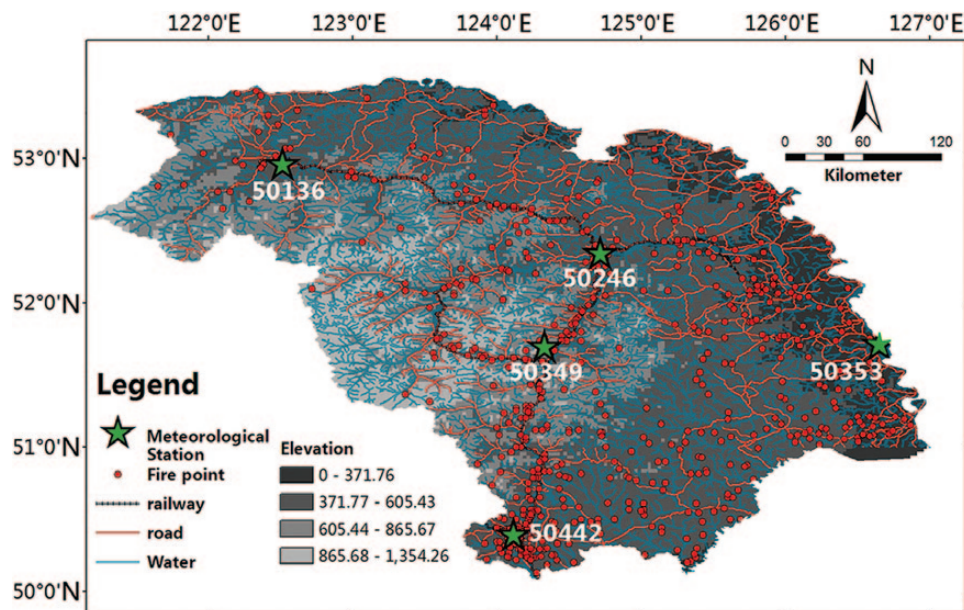 122°0'E 123°0'E 124°0'E 125°0'E 126°0'E 127°0'E
N
0 15 30 60 90 120
Kilometer
53°0'N
50136
50246
52°0'N
50349
50353
Legend
Meteorological
Station
Fire point
railway
road
Water
Elevation
0 - 371.76
371.77 - 605.43
605.44 - 865.67
865.68 - 1,354.26
51°0'N
50442
50°0'N